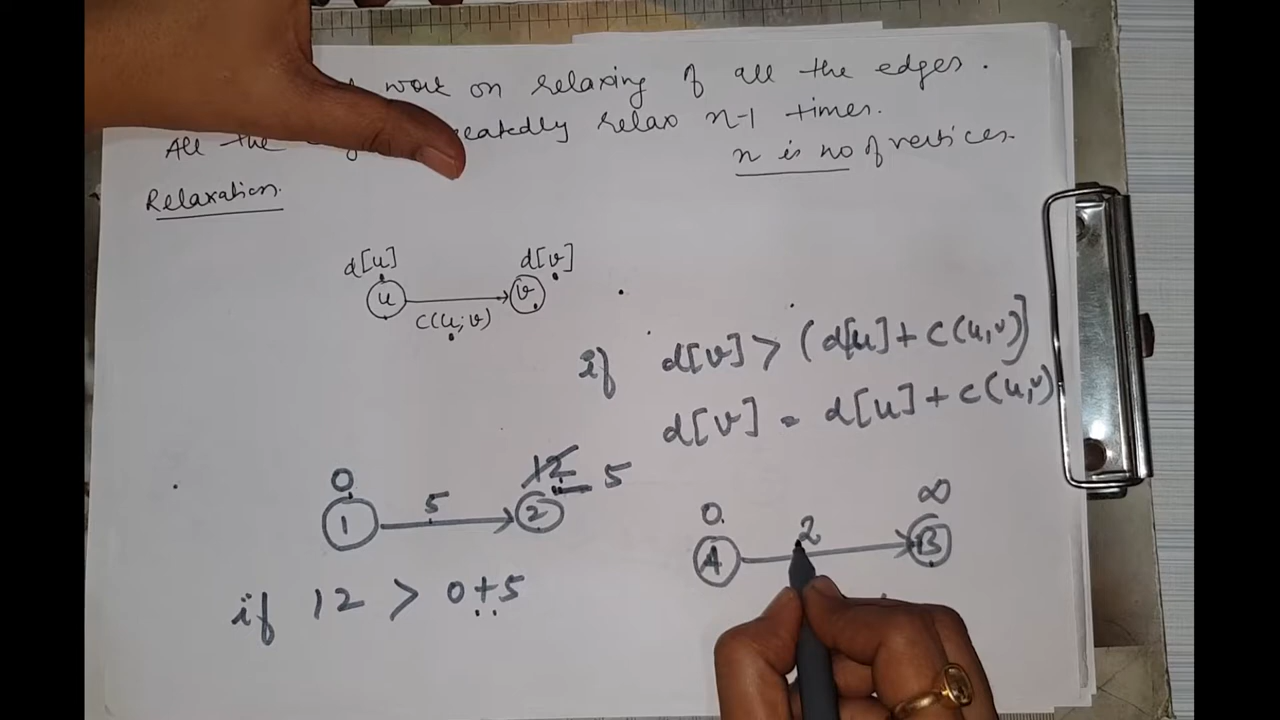 work on relaxing of all the edges.
All the relax n-1 times.
n is no of vertices.
Relaxation.
d[u] d[v]
u v
c(u,v)
if d[v] > (d[u] + c(u,v)]
d[v] = d[u] + c(u,v)
0 5 12 5
1 2
if 12 > 0+5
0. 2 ∞
A B